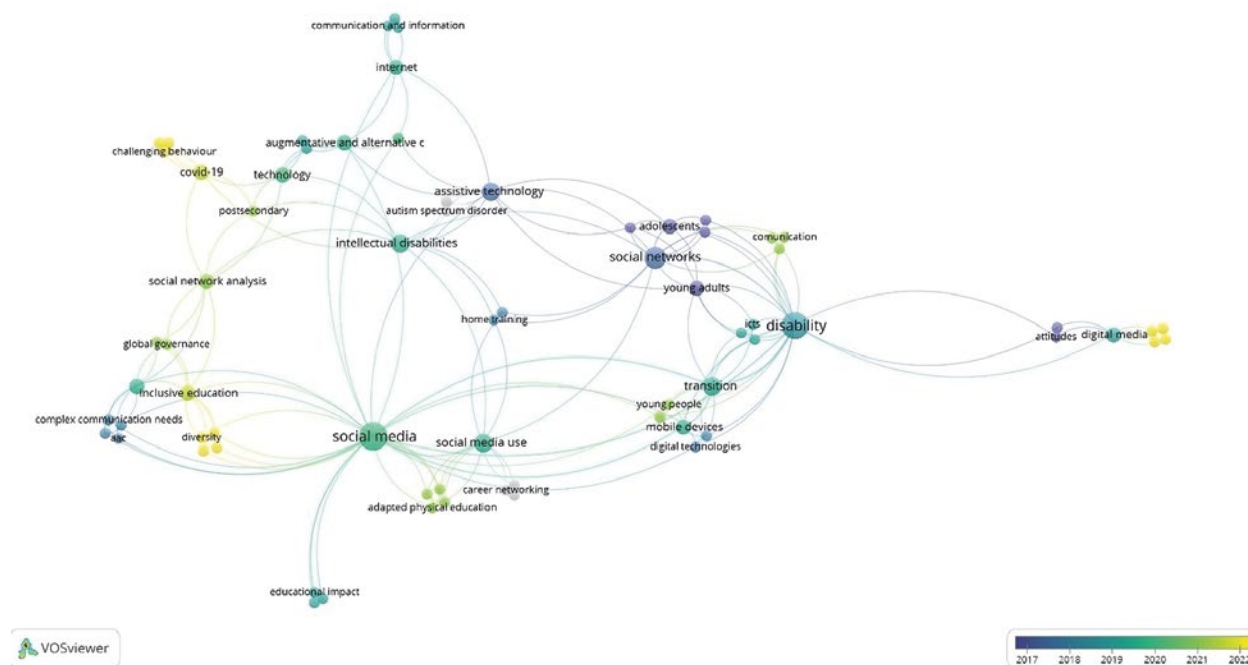 communication and information
internet
augmentative and alternative c
challenging behaviour
covid-19
technology
assistive technology
postsecondary
autism spectrum disorder
adolescents
comunication
intellectual disabilities
social networks
social network analysis
young adults
home training
icts
disability
attitudes
digital media
global governance
transition
inclusive education
young people
complex communication needs
mobile devices
aac
diversity
social media
social media use
digital technologies
career networking
adapted physical education
educational impact
VOSviewer
2017 2018 2019 2020 2021 2022